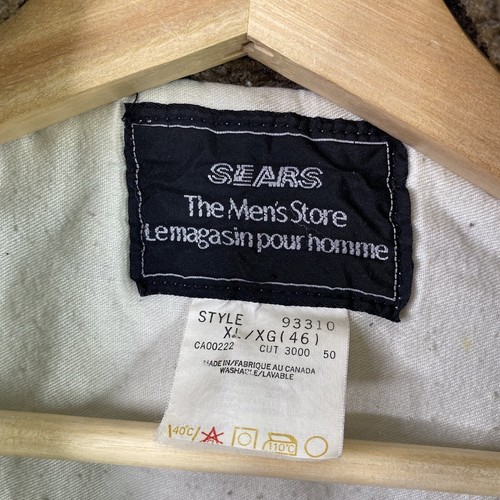 SEARS
The Men's Store
Le magasin pour homme
STYLE 93310
XL/XG(46)
CA00222 CUT 3000 50
MADE IN/FABRIQUE AU CANADA
WASHABLE/LAVABLE
40°C
110°C